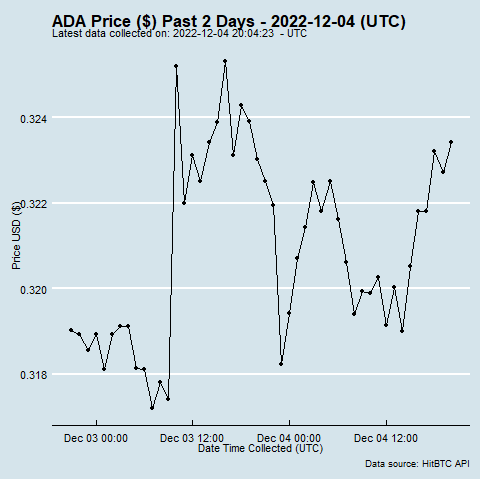 ADA Price ($) Past 2 Days - 2022-12-04 (UTC)
Latest data collected on: 2022-12-04 20:04:23 - UTC
0.324
0.322
0.320
0.318
Price USD ($)
Dec 03 00:00 Dec 03 12:00 Dec 04 00:00 Dec 04 12:00
Date Time Collected (UTC)
Data source: HitBTC API